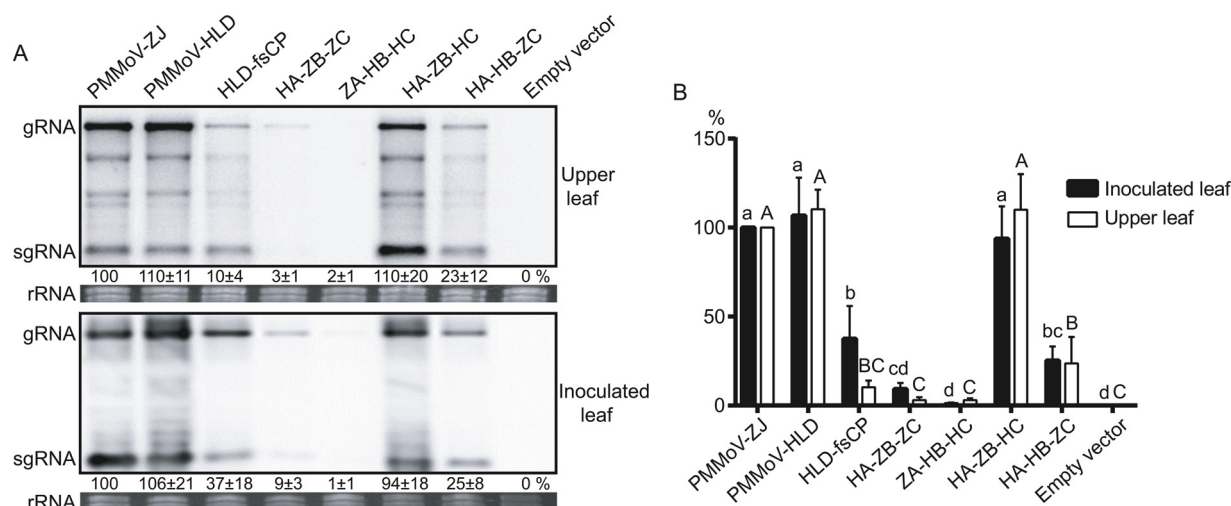 A
PMMoV-ZJ PMMoV-HLD HLD-fsCP HA-ZB-ZC ZA-HB-HC HA-ZB-HC HA-HB-ZC Empty vector
gRNA
Upper
leaf
sgRNA
100 110±11 10±4 3±1 2±1 110±20 23±12 0 %
rRNA
gRNA
Inoculated
leaf
sgRNA
100 106±21 37±18 9±3 1±1 94±18 25±8 0 %
rRNA
B
%
150
100
50
0
a A a A b BC cd C d C a A bc B d C
Inoculated leaf
Upper leaf
PMMoV-ZJ PMMoV-HLD HLD-fsCP HA-ZB-ZC ZA-HB-HC HA-ZB-HC HA-HB-ZC Empty vector